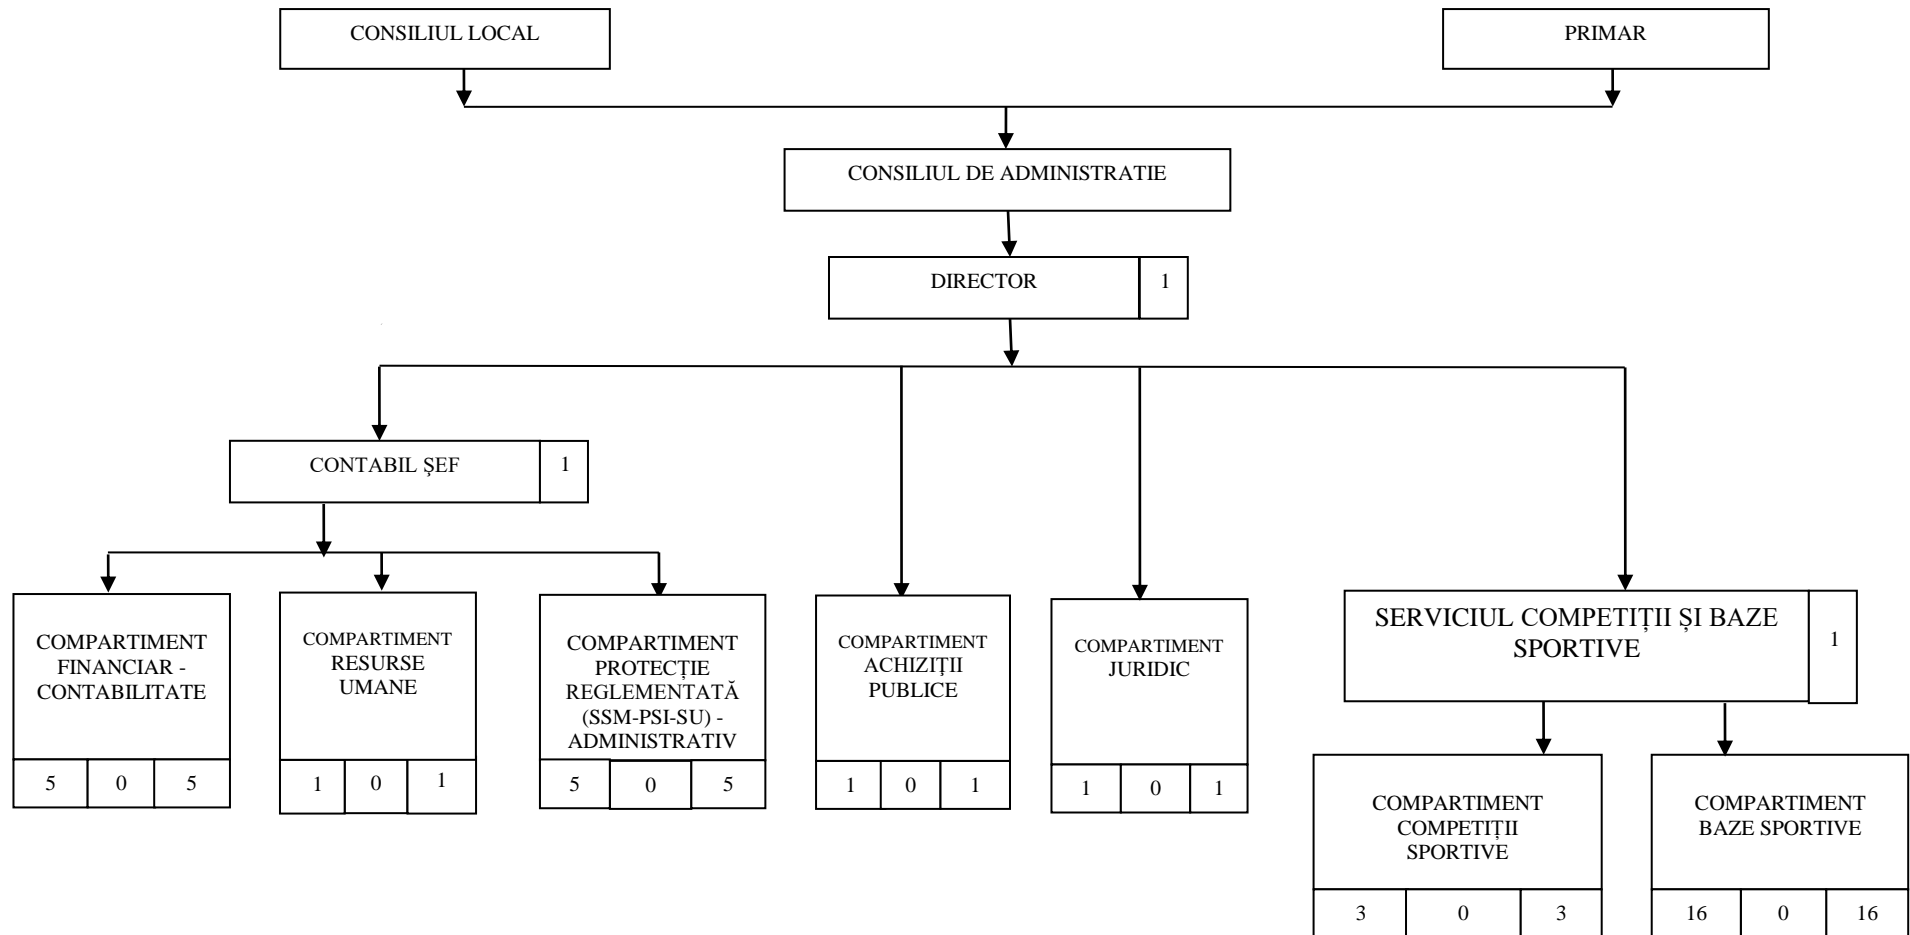 CONSILIUL LOCAL
PRIMAR
CONSILIUL DE ADMINISTRATIE
DIRECTOR
1
CONTABIL ŞEF
1
COMPARTIMENT
FINANCIAR -
CONTABILITATE
5 0 5
COMPARTIMENT
RESURSE
UMANE
1 0 1
COMPARTIMENT
PROTECȚIE
REGLEMENTATĂ
(SSM-PSI-SU) -
ADMINISTRATIV
5 0 5
COMPARTIMENT
ACHIZIȚII
PUBLICE
1 0 1
COMPARTIMENT
JURIDIC
1 0 1
SERVICIUL COMPETIȚII ȘI BAZE
SPORTIVE
1
COMPARTIMENT
COMPETIȚII
SPORTIVE
3 0 3
COMPARTIMENT
BAZE SPORTIVE
16 0 16